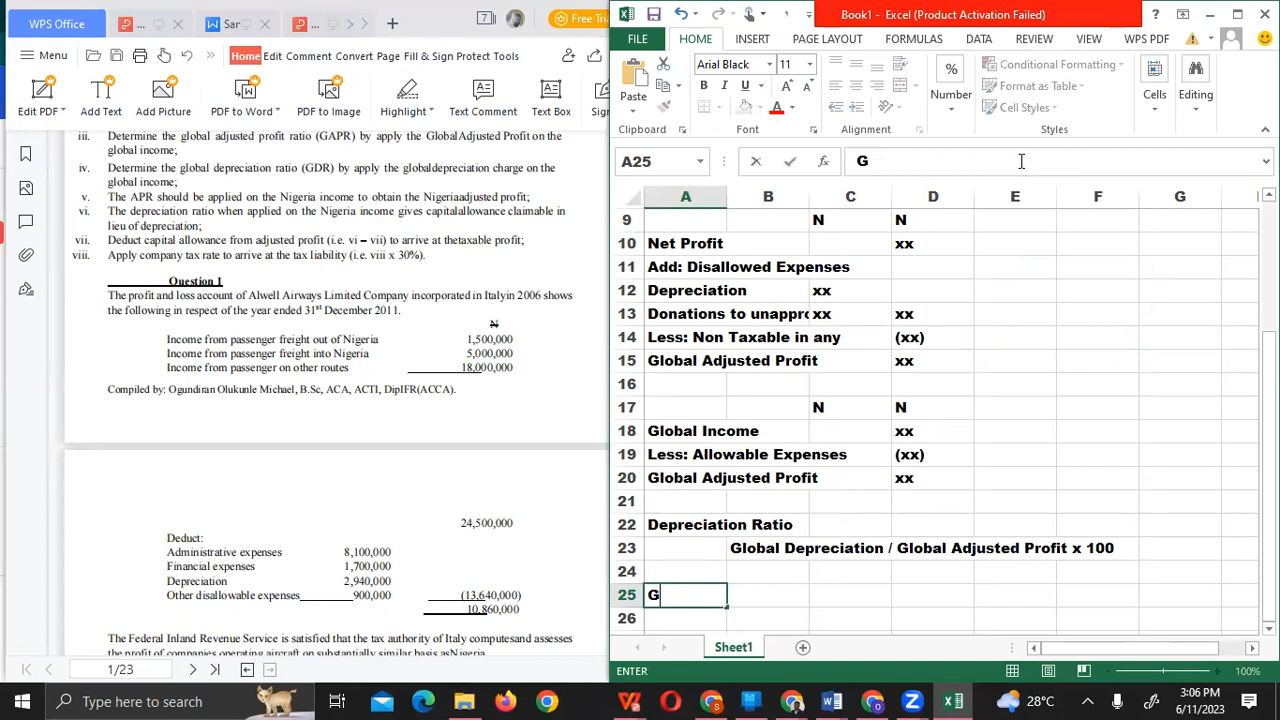 WPS Office
...
Sar
...
7
Free Tria
Menu
Home Edit Comment Convert Page Fill & Sign Protect Tools
Edit PDF
Add Text
Add Picture
PDF to Word
PDF to Image
Highlight
Text Comment
Text Box
iii. Determine the global adjusted profit ratio (GAPR) by apply the GlobalAdjusted Profit on the
global income;
iv. Determine the global depreciation ratio (GDR) by apply the globaldepreciation charge on the
global income;
v. The APR should be applied on the Nigeria income to obtain the Nigeriaadjusted profit;
vi. The depreciation ratio when applied on the Nigeria income gives capitalallowance claimable in
lieu of depreciation;
vii. Deduct capital allowance from adjusted profit (i.e. vi – vii) to arrive at thetaxable profit;
viii. Apply company tax rate to arrive at the tax liability (i.e. viii x 30%).
Question 1
The profit and loss account of Alwell Airways Limited Company incorporated in Italyin 2006 shows
the following in respect of the year ended 31st December 2011.
N
Income from passenger freight out of Nigeria 1,500,000
Income from passenger freight into Nigeria 5,000,000
Income from passenger on other routes 18,000,000
Compiled by: Ogundiran Olukunle Michael, B.Sc, ACA, ACTI, DipIFR(ACCA).
24,500,000
Deduct:
Administrative expenses 8,100,000
Financial expenses 1,700,000
Depreciation 2,940,000
Other disallowable expenses 900,000 (13,640,000)
10,860,000
The Federal Inland Revenue Service is satisfied that the tax authority of Italy computesand assesses
the profit of companies operating aircraft on substantially similar basis asNigeria
1/23
Book1 - Excel (Product Activation Failed)
FILE HOME INSERT PAGE LAYOUT FORMULAS DATA REVIEW VIEW WPS PDF
Paste
Arial Black 11
B I U
A
% Number
Conditional Formatting
Format as Table
Cell Styles
Cells
Editing
Clipboard Font Alignment Styles
A25 fx G
A B C D E F G
9 N N
10 Net Profit xx
11 Add: Disallowed Expenses
12 Depreciation xx
13 Donations to unappro xx xx
14 Less: Non Taxable in any (xx)
15 Global Adjusted Profit xx
16
17 N N
18 Global Income xx
19 Less: Allowable Expenses (xx)
20 Global Adjusted Profit xx
21
22 Depreciation Ratio
23 Global Depreciation / Global Adjusted Profit x 100
24
25 G
26
Sheet1
ENTER
100%
Type here to search
28°C
3:06 PM
6/11/2023